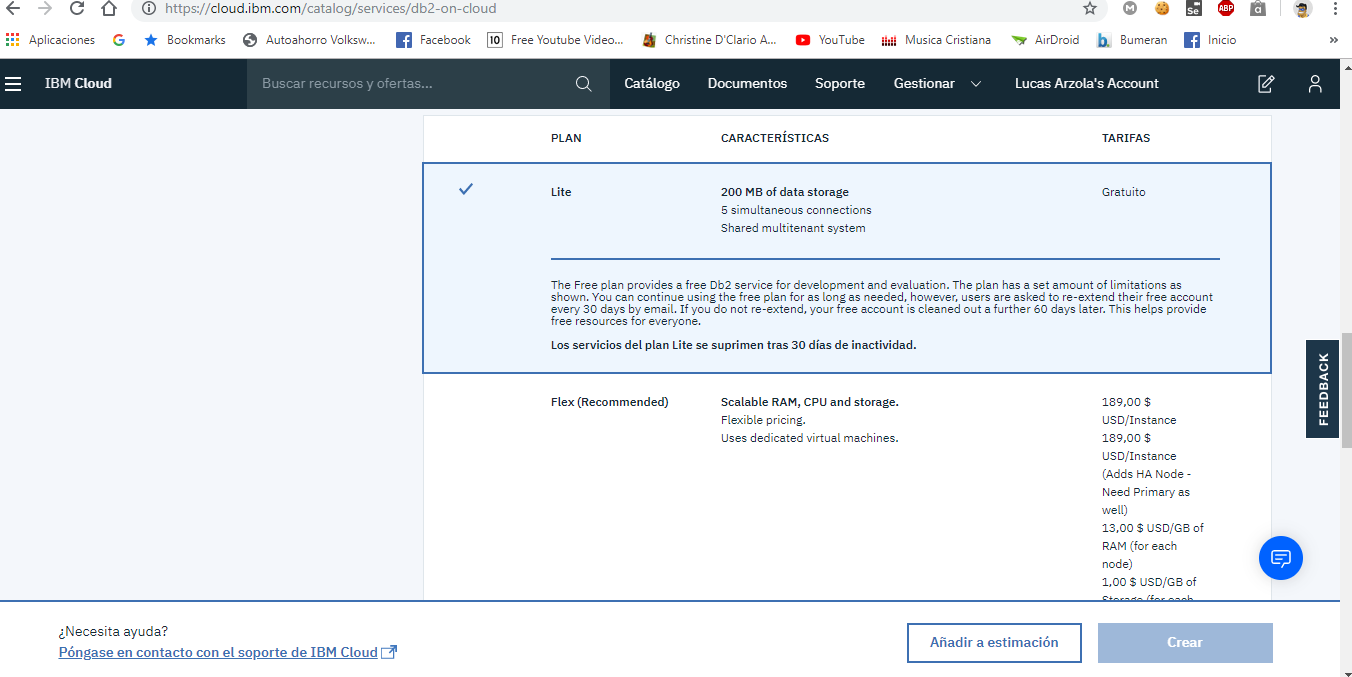 https://cloud.ibm.com/catalog/services/db2-on-cloud
M
Se
ABP
a
Aplicaciones
G
Bookmarks
Autoahorro Volksw...
Facebook
10
Free Youtube Video...
Christine D'Clario A...
YouTube
Musica Cristiana
AirDroid
b
Bumeran
Inicio
»
IBM Cloud
Buscar recursos y ofertas...
Catálogo
Documentos
Soporte
Gestionar
Lucas Arzola's Account
PLAN
CARACTERÍSTICAS
TARIFAS
Lite
200 MB of data storage
5 simultaneous connections
Shared multitenant system
Gratuito
The Free plan provides a free Db2 service for development and evaluation. The plan has a set amount of limitations as
shown. You can continue using the free plan for as long as needed, however, users are asked to re-extend their free account
every 30 days by email. If you do not re-extend, your free account is cleaned out a further 60 days later. This helps provide
free resources for everyone.
Los servicios del plan Lite se suprimen tras 30 días de inactividad.
Flex (Recommended)
Scalable RAM, CPU and storage.
Flexible pricing.
Uses dedicated virtual machines.
189,00 $
USD/Instance
189,00 $
USD/Instance
(Adds HA Node -
Need Primary as
well)
13,00 $ USD/GB of
RAM (for each
node)
1,00 $ USD/GB of
Storage (for each
FEEDBACK
¿Necesita ayuda?
Póngase en contacto con el soporte de IBM Cloud
Añadir a estimación
Crear